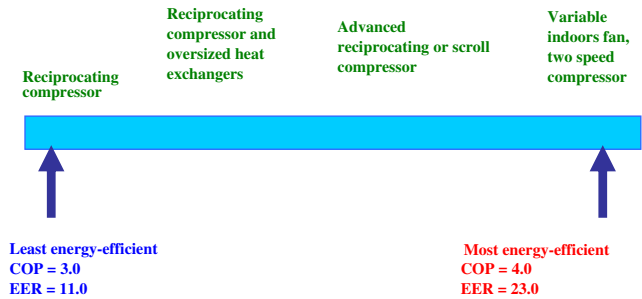 Reciprocating
compressor
Reciprocating
compressor and
oversized heat
exchangers
Advanced
reciprocating or scroll
compressor
Variable
indoors fan,
two speed
compressor
Least energy-efficient
COP = 3.0
EER = 11.0
Most energy-efficient
COP = 4.0
EER = 23.0